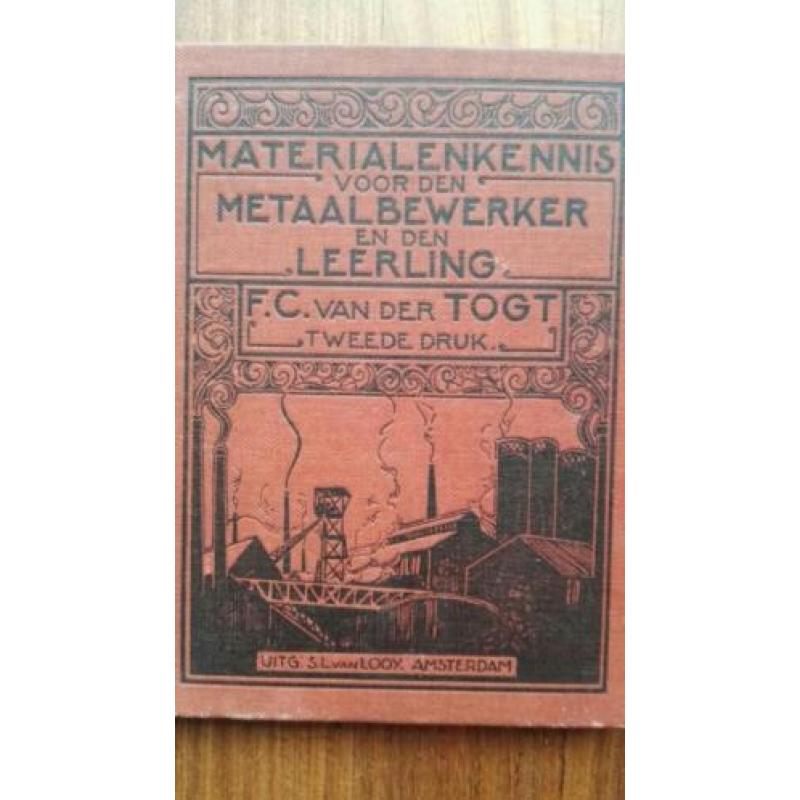 MATERIALENKENNIS
VOOR DEN
METAALBEWERKER
EN DEN
LEERLING
F.C. VAN DER TOGT
TWEEDE DRUK.
UITG. S.L. VAN LOOY. AMSTERDAM